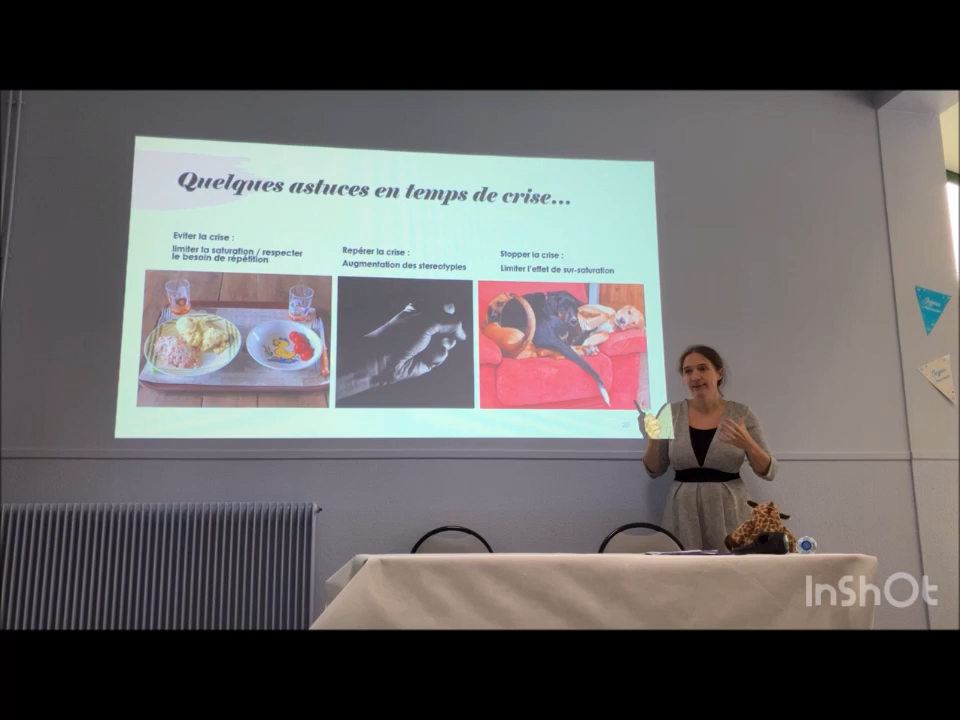 Quelques astuces en temps de crise...
Eviter la crise :
limiter la saturation / respecter
le besoin de répétition
Repérer la crise :
Augmentation des stereotypies
Stopper la crise :
Limiter l'effet de sur-saturation
InShOt